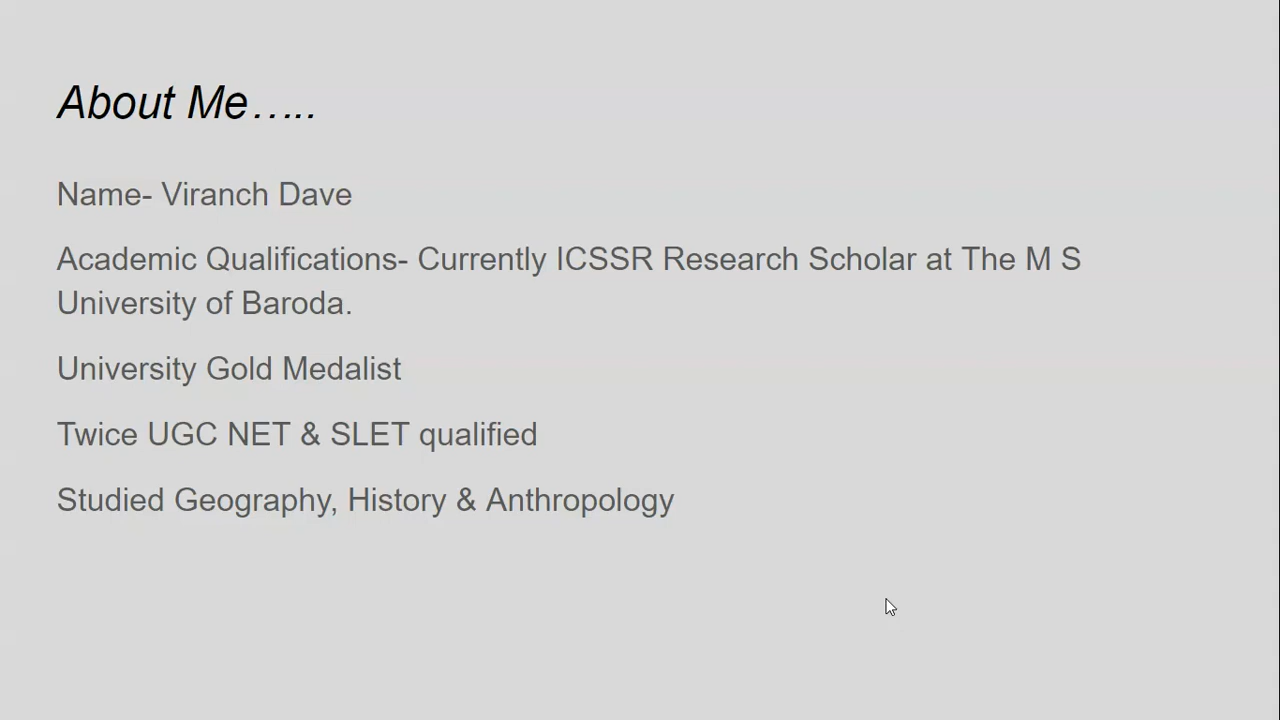 About Me…..
Name- Viranch Dave
Academic Qualifications- Currently ICSSR Research Scholar at The M S
University of Baroda.
University Gold Medalist
Twice UGC NET & SLET qualified
Studied Geography, History & Anthropology